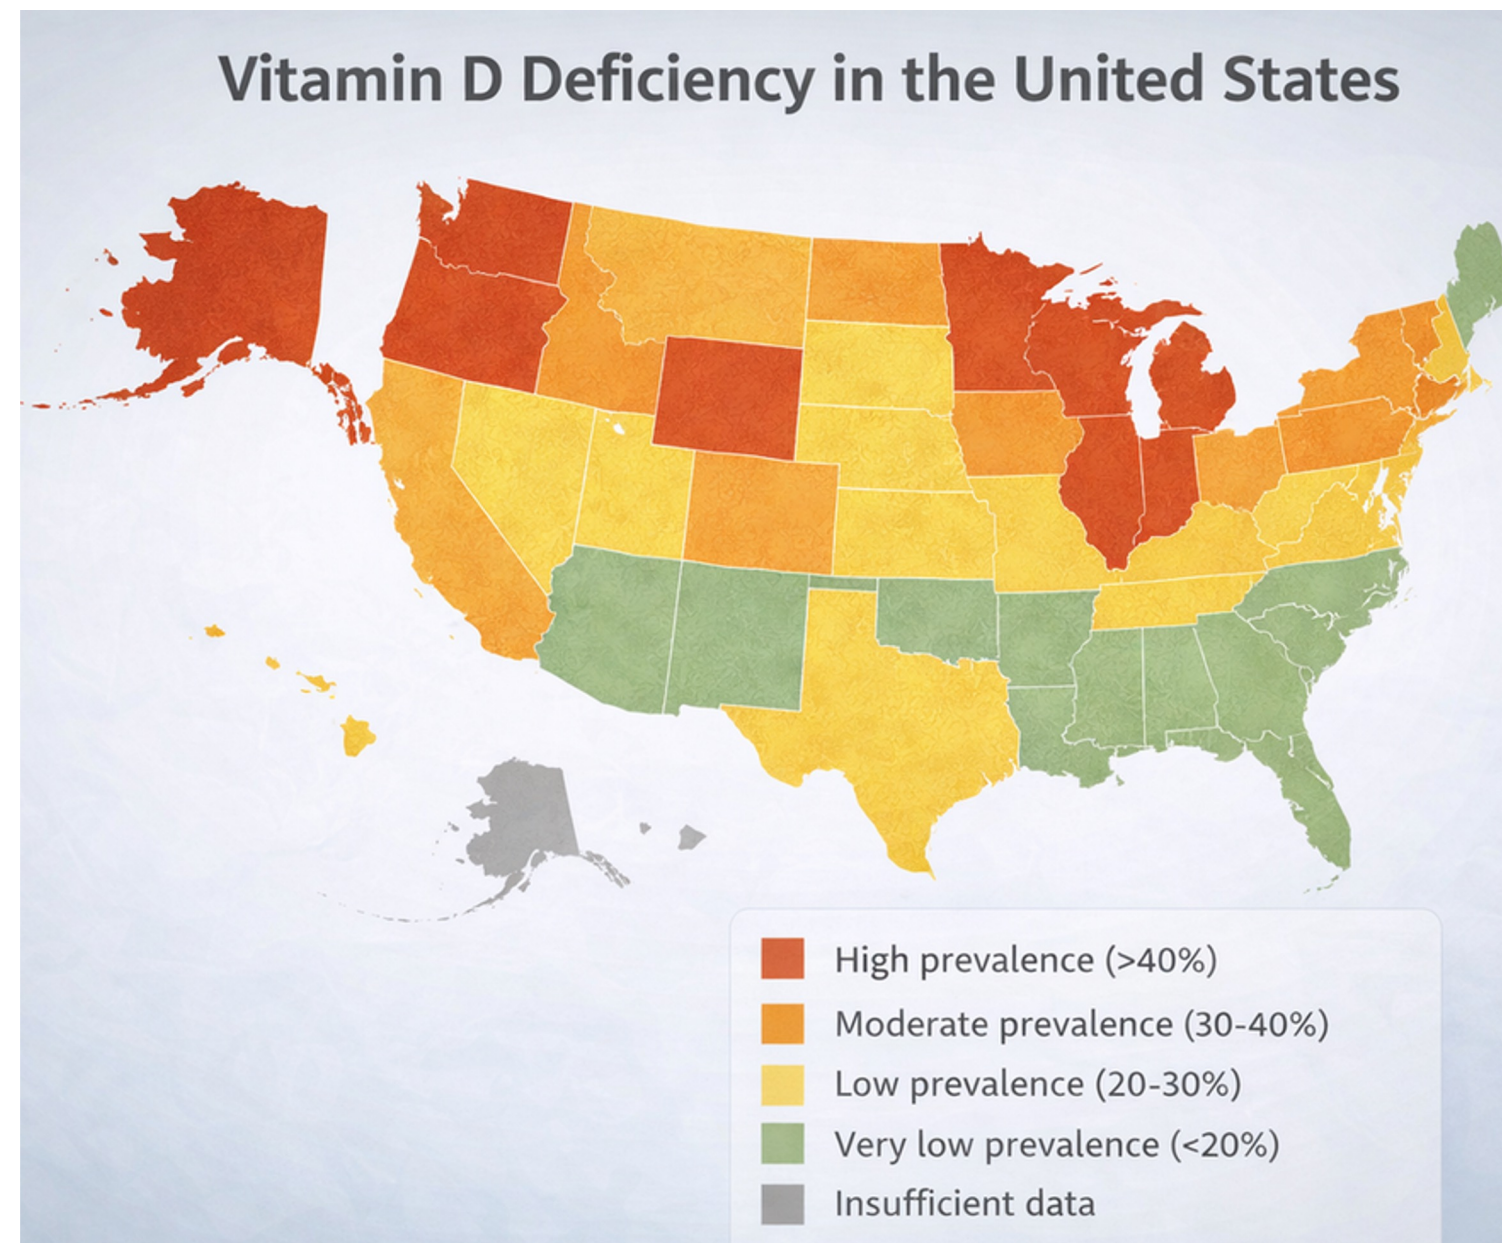 Vitamin D Deficiency in the United States
High prevalence (>40%)
Moderate prevalence (30-40%)
Low prevalence (20-30%)
Very low prevalence (<20%)
Insufficient data